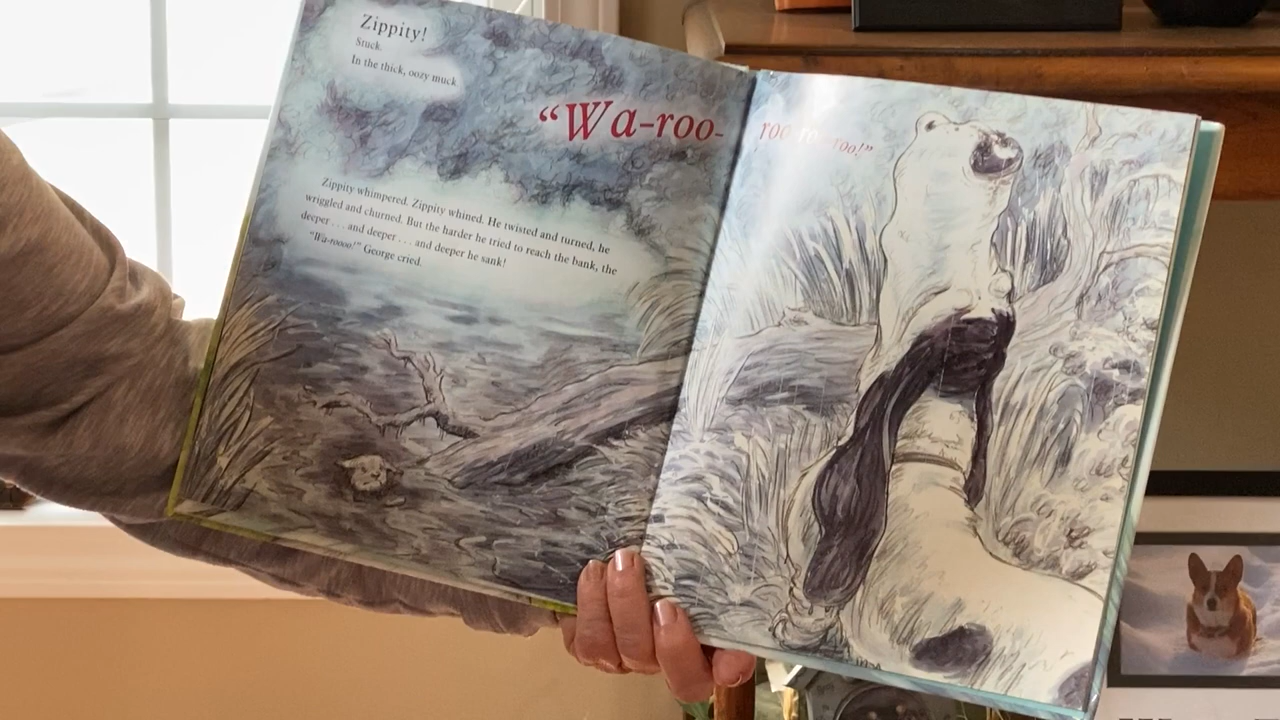 Zippity!
Stuck.
In the thick, oozy muck
“Wa-roo-
roo-ro roo!”
Zippity whimpered. Zippity whined. He twisted and turned, he
wriggled and churned. But the harder he tried to reach the bank, the
deeper . . . and deeper . . . and deeper he sank!
“Wa-roooo!” George cried.